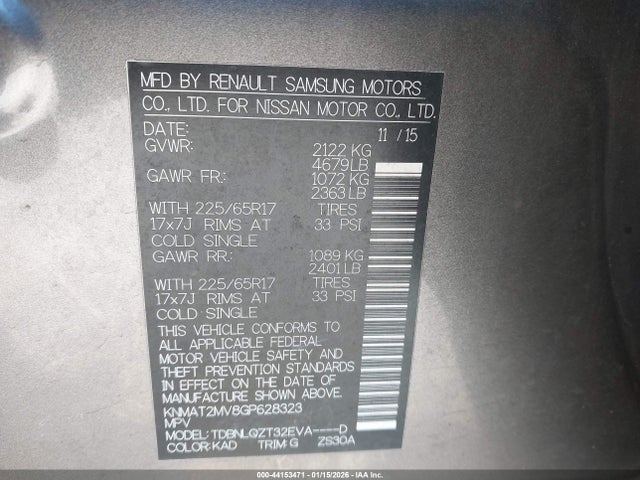 MFD BY RENAULT SAMSUNG MOTORS
CO., LTD. FOR NISSAN MOTOR CO., LTD.
DATE: 11 / 15
GVWR: 2122 KG
4679 LB
GAWR FR: 1072 KG
2363 LB
WITH 225/65R17 TIRES
17x7J RIMS AT 33 PSI
COLD SINGLE
GAWR RR: 1089 KG
2401 LB
WITH 225/65R17 TIRES
17x7J RIMS AT 33 PSI
COLD SINGLE
THIS VEHICLE CONFORMS TO
ALL APPLICABLE FEDERAL
MOTOR VEHICLE SAFETY AND
THEFT PREVENTION STANDARDS
IN EFFECT ON THE DATE OF
MANUFACTURE SHOWN ABOVE.
KNMAT2MV8GP628323
MPV
MODEL: TDBNLQZT32EVA----D
COLOR: KAD TRIM: G ZS30A
000-44153471 - 01/15/2026 - IAA Inc.